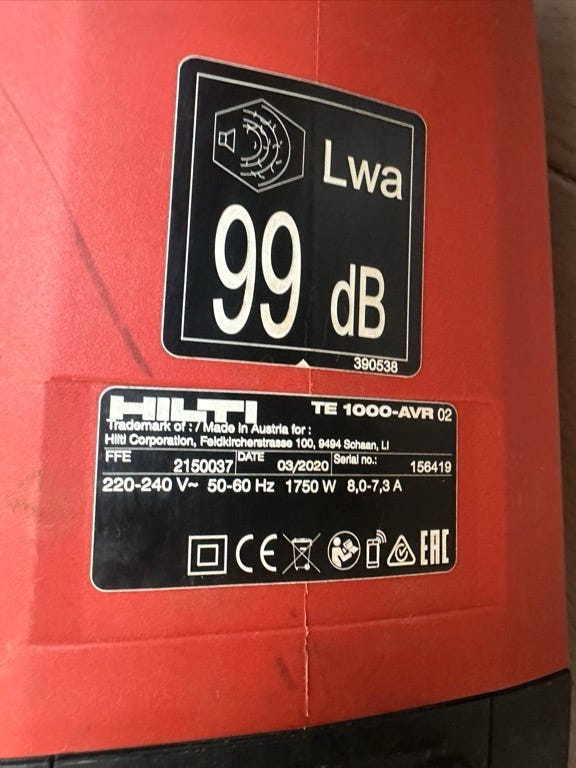 Lwa
99 dB
390538
HILTI TE 1000-AVR 02
Trademark of : / Made in Austria for :
Hilti Corporation, Feldkircherstrasse 100, 9494 Schaan, LI
FFE 2150037 DATE 03/2020 Serial no.: 156419
220-240 V~ 50-60 Hz 1750 W 8,0-7,3 A
CE EAC